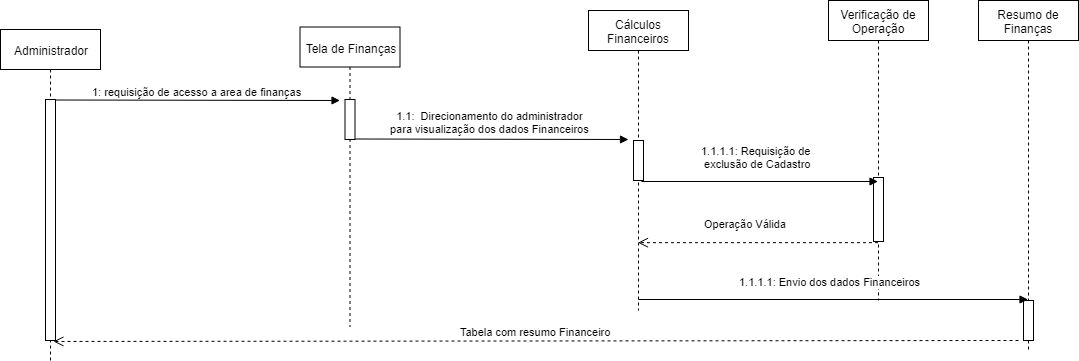 Administrador
Tela de Finanças
Cálculos
Financeiros
Verificação de
Operação
Resumo de
Finanças
1: requisição de acesso a area de finanças
1.1: Direcionamento do administrador
para visualização dos dados Financeiros
1.1.1.1: Requisição de
exclusão de Cadastro
Operação Válida
1.1.1.1: Envio dos dados Financeiros
Tabela com resumo Financeiro